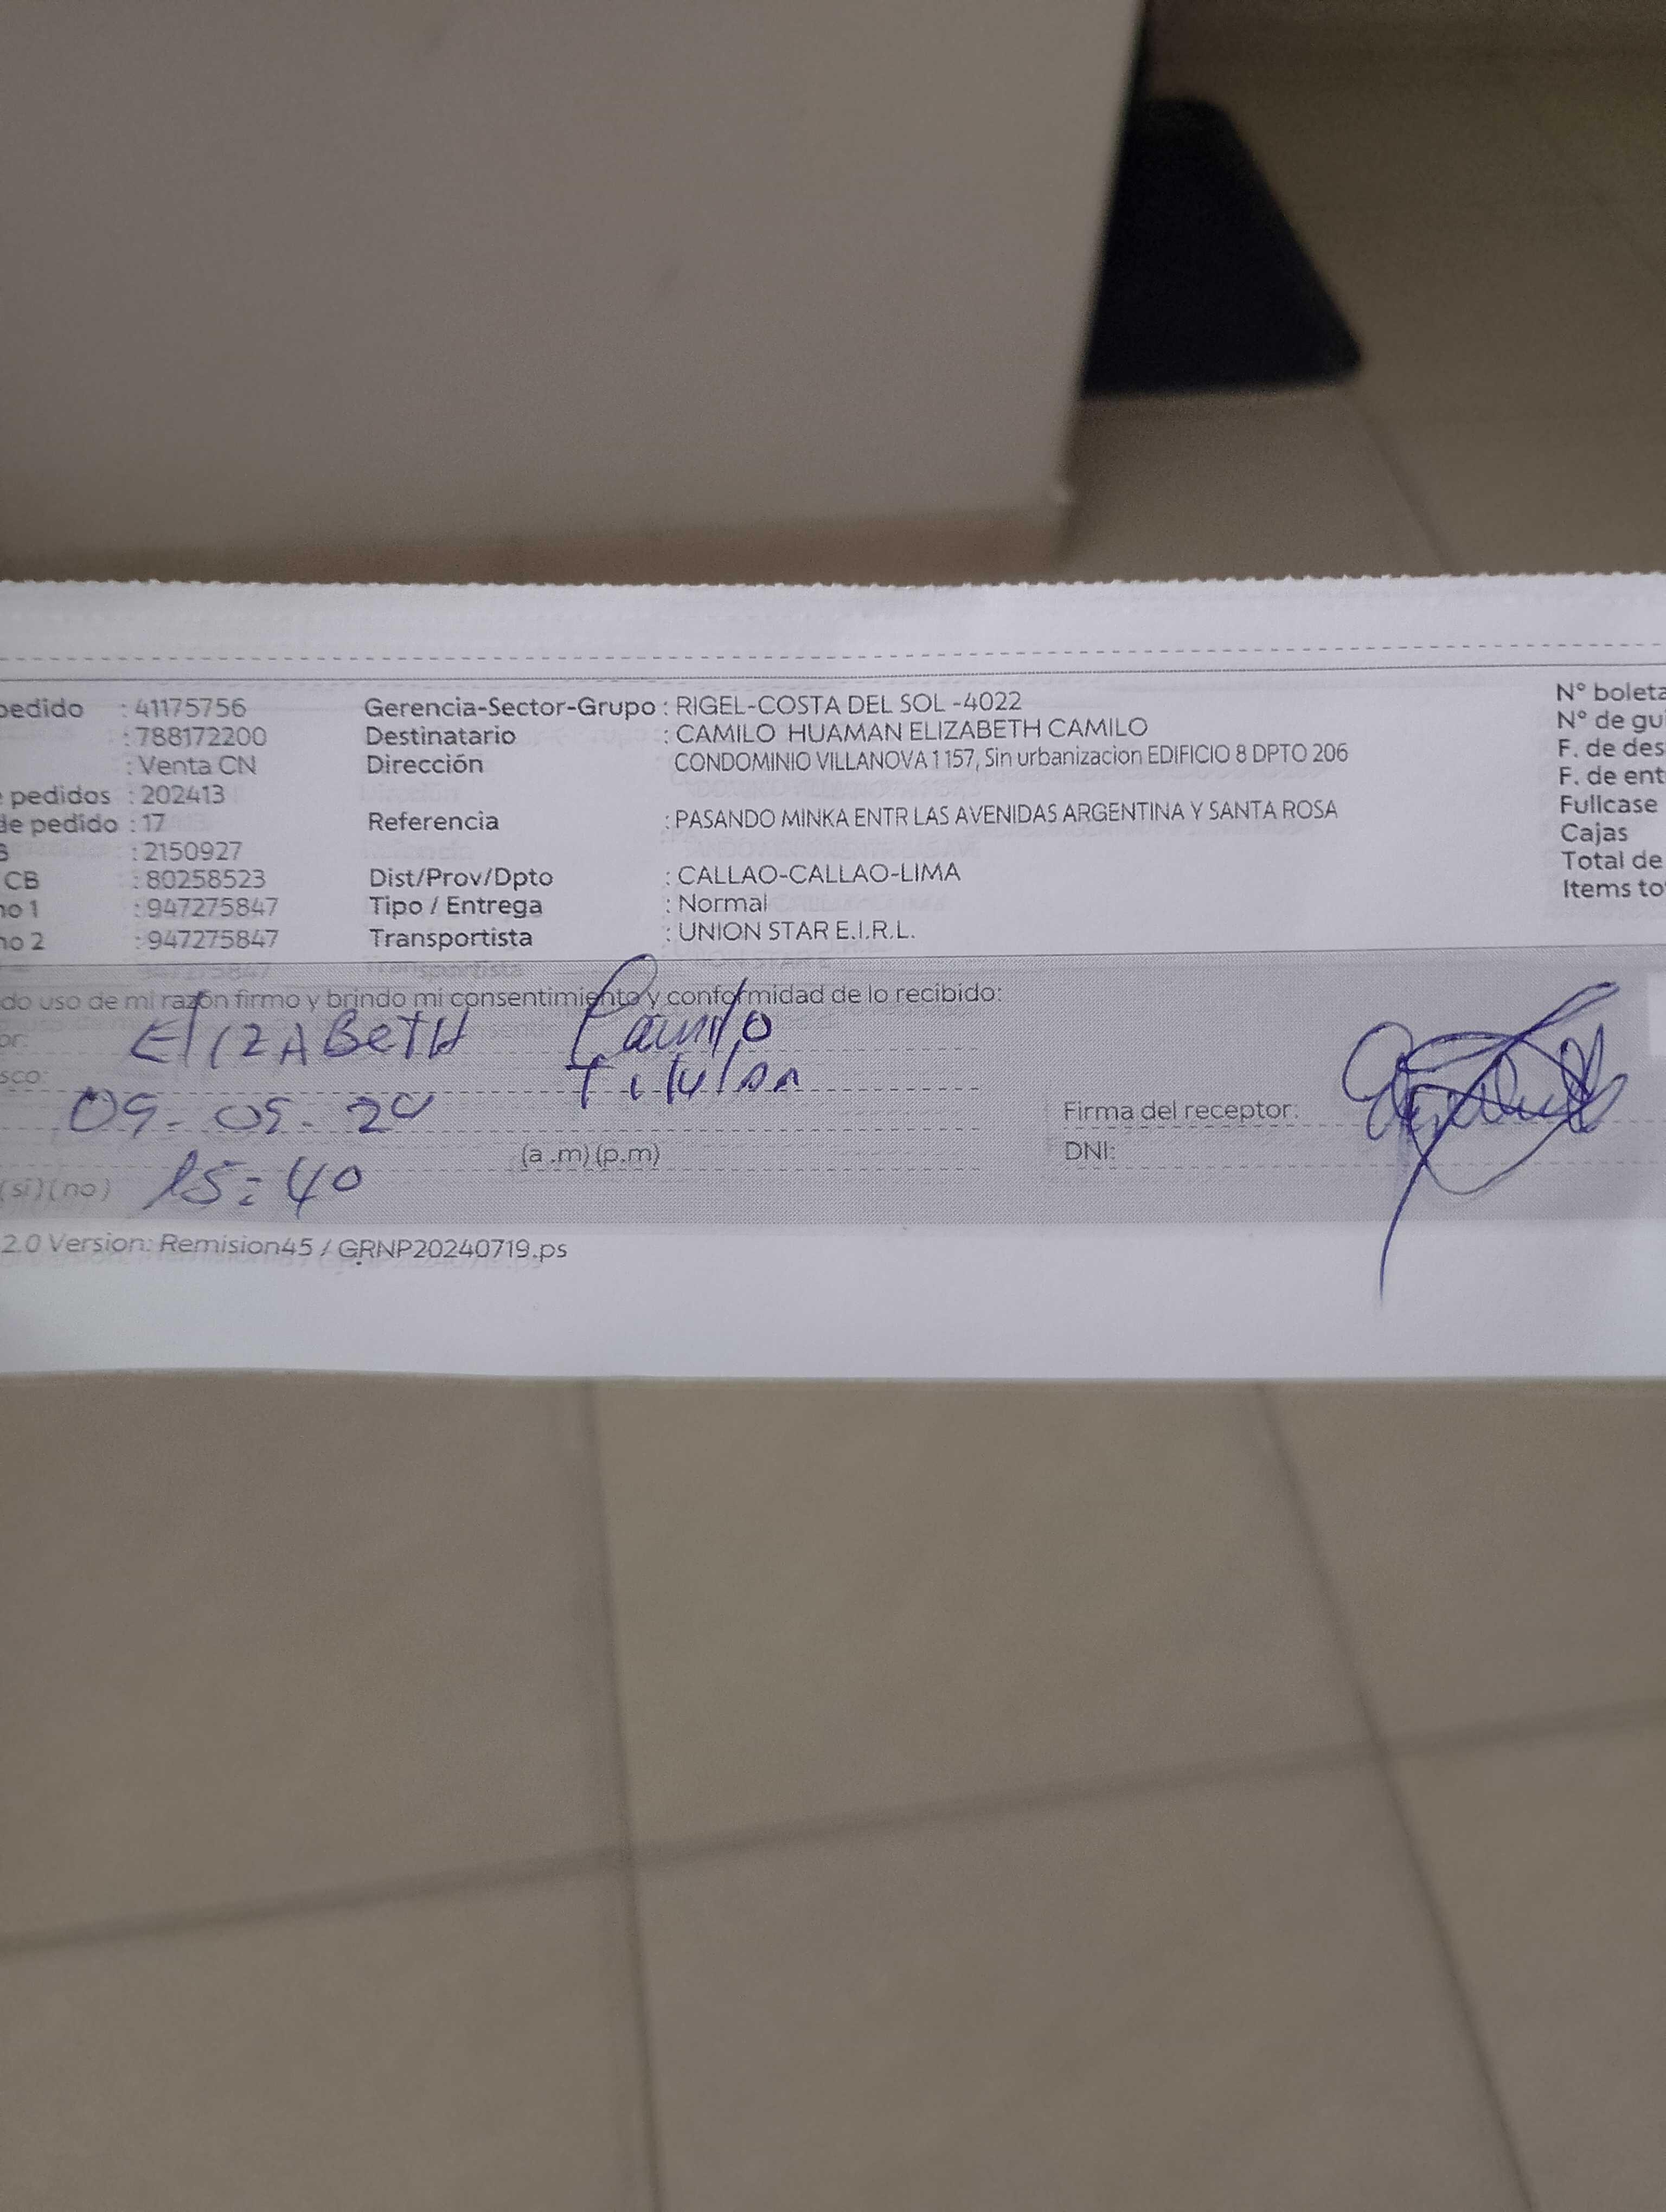 pedido : 41175756 Gerencia-Sector-Grupo : RIGEL-COSTA DEL SOL -4022 N° boleta
: 788172200 Destinatario : CAMILO HUAMAN ELIZABETH CAMILO N° de gu
: Venta CN Dirección CONDOMINIO VILLANOVA 1157, Sin urbanizacion EDIFICIO 8 DPTO 206 F. de des
pedidos : 202413 F. de ent
de pedido : 17 Referencia : PASANDO MINKA ENTR LAS AVENIDAS ARGENTINA Y SANTA ROSA Fullcase
: 2150927 Cajas
CB : 80258523 Dist/Prov/Dpto : CALLAO-CALLAO-LIMA Total de
no 1 : 947275847 Tipo / Entrega : Normal Items to
no 2 : 947275847 Transportista : UNION STAR E.I.R.L.
do uso de mi razón firmo y brindo mi consentimiento y conformidad de lo recibido:
or: ElizABeTH Camilo
sco: Titular
09-09-24 Firma del receptor:
(a .m) (p.m) DNI:
(si) (no) 15:40
2.0 Version: Remision45 / GRNP20240719.ps